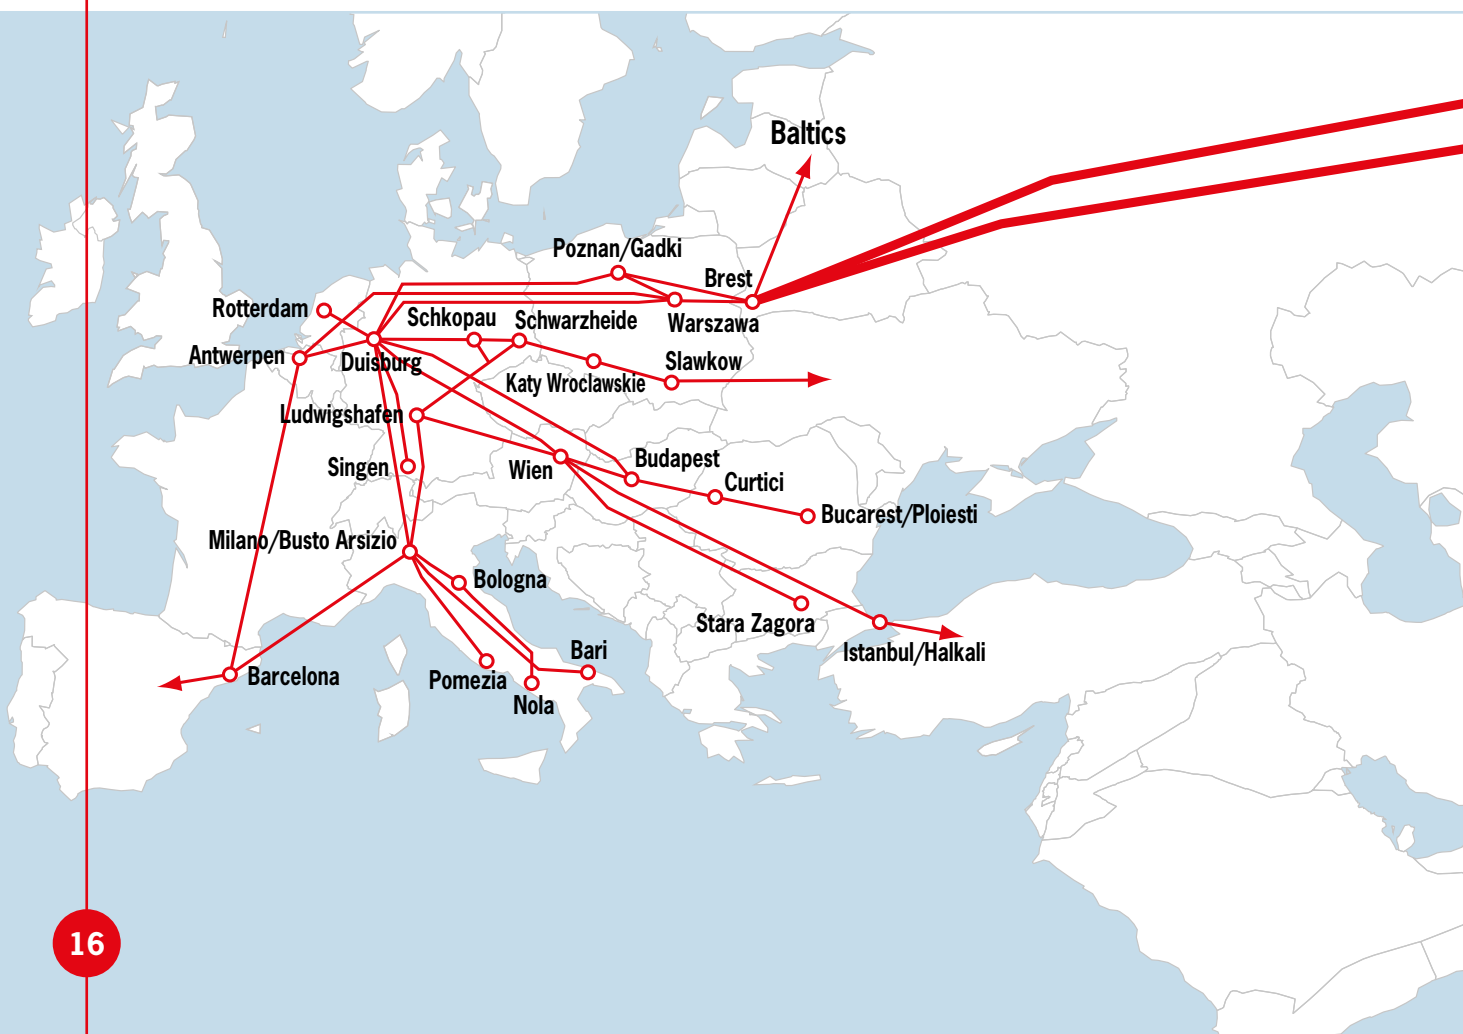 Baltics
Poznan/Gadki
Brest
Rotterdam
Schkopau
Schwarzheide
Warszawa
Antwerpen
Duisburg
Slawkow
Katy Wroclawskie
Ludwigshafen
Singen
Wien
Budapest
Curtici
Bucarest/Ploiesti
Milano/Busto Arsizio
Bologna
Stara Zagora
Istanbul/Halkali
Bari
Barcelona
Pomezia
Nola
16